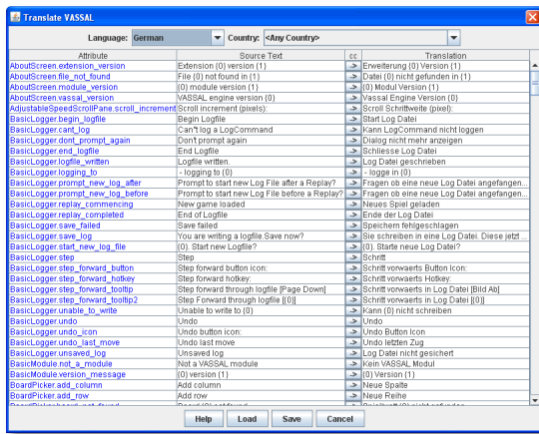 Translate VASSAL
Language: German Country: <Any Country>
Attribute Source Text cc Translation
AboutScreen.extension_version Extension {0} version {1} -> Erweiterung {0} Version {1}
AboutScreen.file_not_found File {0} not found in {1} -> Datei {0} nicht gefunden in {1}
AboutScreen.module_version {0} module version {1} -> {0} Modul Version {1}
AboutScreen.vassal_version VASSAL engine version {0} -> Vassal Engine Version {0}
AdjustableSpeedScrollPane.scroll_increment Scroll increment (pixels): -> Scroll Schrittweite (pixel):
BasicLogger.begin_logfile Begin Logfile -> Start Log Datei
BasicLogger.cant_log Can't log a LogCommand -> Kann LogCommand nicht loggen
BasicLogger.dont_prompt_again Don't prompt again -> Dialog nicht mehr anzeigen
BasicLogger.end_logfile End Logfile -> Schliesse Log Datei
BasicLogger.logfile_written Logfile written. -> Log Datei geschrieben
BasicLogger.logging_to - logging to {0} -> - logge in {0}
BasicLogger.prompt_new_log_after Prompt to start new Log File after a Replay? -> Fragen ob eine neue Log Datei angefangen...
BasicLogger.prompt_new_log_before Prompt to start new Log File before a Replay? -> Fragen ob eine neue Log Datei angefangen...
BasicLogger.replay_commencing New game loaded -> Neues Spiel geladen
BasicLogger.replay_completed End of Logfile -> Ende der Log Datei
BasicLogger.save_failed Save failed -> Speichern fehlgeschlagen
BasicLogger.save_log You are writing a logfile.Save now? -> Sie schreiben in eine Log Datei. Diese jetzt ...
BasicLogger.start_new_log_file {0}. Start new Logfile? -> {0}. Starte neue Log Datei?
BasicLogger.step Step -> Schritt
BasicLogger.step_forward_button Step forward button icon: -> Schritt vorwaerts Button Icon:
BasicLogger.step_forward_hotkey Step forward hotkey: -> Schritt vorwaerts Hotkey:
BasicLogger.step_forward_tooltip Step forward through logfile [Page Down] -> Schritt vorwaerts in Log Datei [Bild Ab]
BasicLogger.step_forward_tooltip2 Step Forward through logfile [{0}] -> Schritt vorwaerts in Log Datei [{0}]
BasicLogger.unable_to_write Unable to write to {0} -> Kann {0} nicht schreiben
BasicLogger.undo Undo -> Undo
BasicLogger.undo_icon Undo button icon: -> Undo Button Icon
BasicLogger.undo_last_move Undo last move -> Undo letzten Zug
BasicLogger.unsaved_log Unsaved log -> Log Datei nicht gesichert
BasicModule.not_a_module Not a VASSAL module -> Kein VASSAL Modul
BasicModule.version_message {0} version {1} -> {0} Version {1}
BoardPicker.add_column Add column -> Neue Spalte
BoardPicker.add_row Add row -> Neue Reihe
Help Load Save Cancel